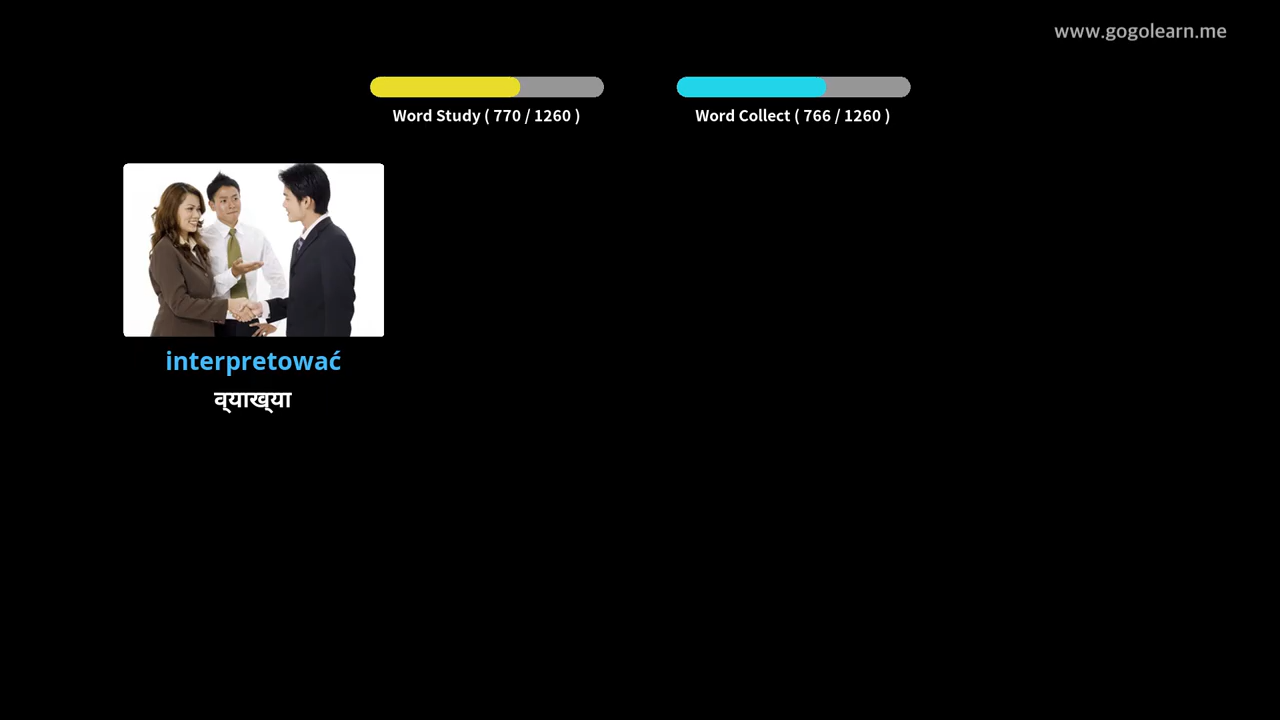 www.gogolearn.me
Word Study ( 770 / 1260 )
Word Collect ( 766 / 1260 )
interpretować
व्याख्या